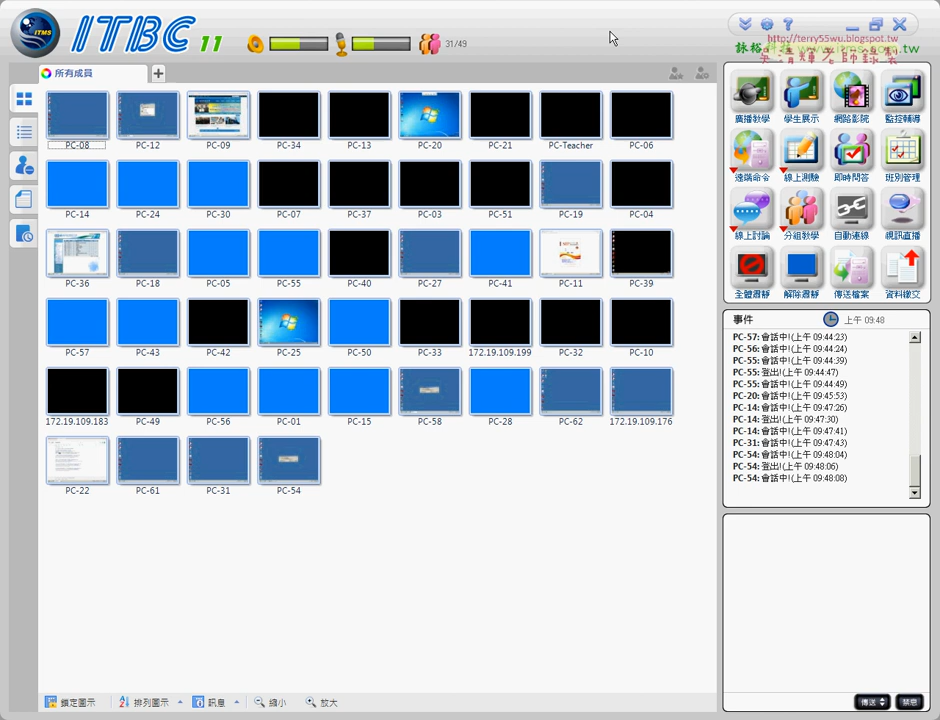 ITMS ITBC 11 31/49
http://terry55wu.blogspot.tw
吳清輝老師錄製
所有成員
PC-08 PC-12 PC-09 PC-34 PC-13 PC-20 PC-21 PC-Teacher PC-06
PC-14 PC-24 PC-30 PC-07 PC-37 PC-03 PC-51 PC-19 PC-04
PC-36 PC-18 PC-05 PC-55 PC-40 PC-27 PC-41 PC-11 PC-39
PC-57 PC-43 PC-42 PC-25 PC-50 PC-33 172.19.109.199 PC-32 PC-10
172.19.109.183 PC-49 PC-56 PC-01 PC-15 PC-58 PC-28 PC-62 172.19.109.176
PC-22 PC-61 PC-31 PC-54
廣播教學 學生展示 網路影院 監控輔導
遠端命令 線上測驗 即時問答 班別管理
線上討論 分組教學 自動連線 視訊直播
全體肅靜 解除肅靜 傳送檔案 資料繳交
事件 上午 09:48
PC-57: 會話中!(上午 09:44:23)
PC-56: 會話中!(上午 09:44:24)
PC-55: 會話中!(上午 09:44:39)
PC-55: 登出!(上午 09:44:47)
PC-55: 會話中!(上午 09:44:49)
PC-20: 會話中!(上午 09:45:53)
PC-14: 會話中!(上午 09:47:26)
PC-14: 登出!(上午 09:47:30)
PC-14: 會話中!(上午 09:47:41)
PC-31: 會話中!(上午 09:47:43)
PC-54: 會話中!(上午 09:48:04)
PC-54: 登出!(上午 09:48:06)
PC-54: 會話中!(上午 09:48:08)
鎖定圖示 排列圖示 訊息 縮小 放大
傳送 禁息